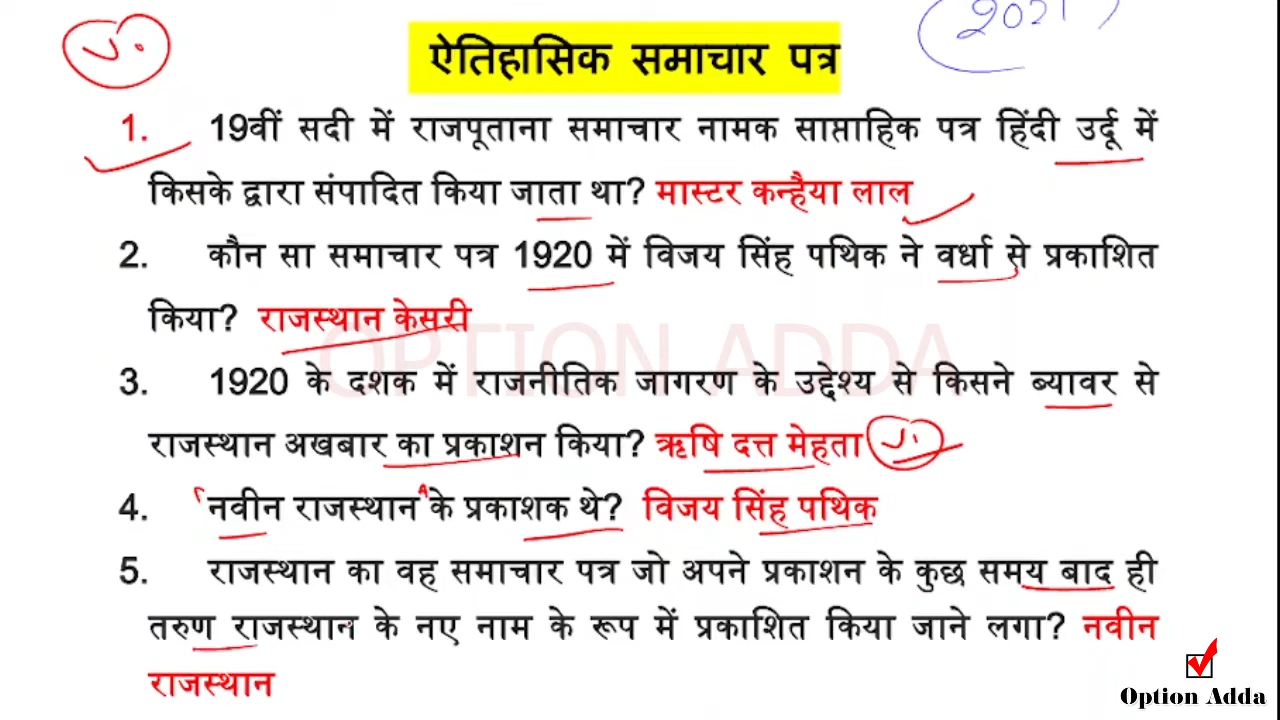 2021
ऐतिहासिक समाचार पत्र
1. 19वीं सदी में राजपूताना समाचार नामक साप्ताहिक पत्र हिंदी उर्दू में
किसके द्वारा संपादित किया जाता था? मास्टर कन्हैया लाल
2. कौन सा समाचार पत्र 1920 में विजय सिंह पथिक ने वर्धा से प्रकाशित
किया? राजस्थान केसरी
OPTION ADDA
3. 1920 के दशक में राजनीतिक जागरण के उद्देश्य से किसने ब्यावर से
राजस्थान अखबार का प्रकाशन किया? ऋषि दत्त मेहता
4. नवीन राजस्थान के प्रकाशक थे? विजय सिंह पथिक
5. राजस्थान का वह समाचार पत्र जो अपने प्रकाशन के कुछ समय बाद ही
तरुण राजस्थान के नए नाम के रूप में प्रकाशित किया जाने लगा? नवीन
राजस्थान
Option Adda